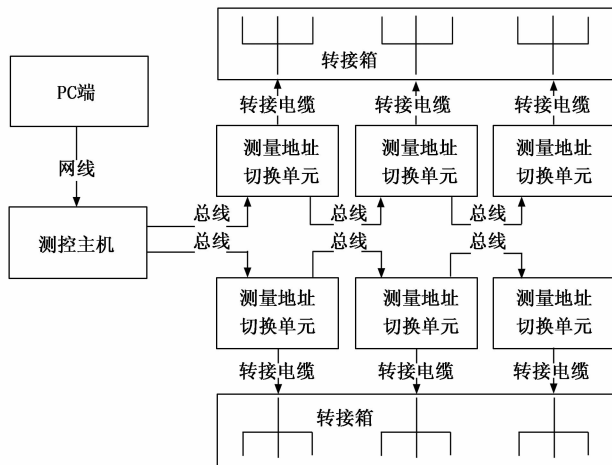 转接箱
PC端
转接电缆 转接电缆 转接电缆
测量地址 测量地址 测量地址
切换单元 切换单元 切换单元
网线
总线 总线 总线
测控主机
总线 总线 总线
测量地址 测量地址 测量地址
切换单元 切换单元 切换单元
转接电缆 转接电缆 转接电缆
转接箱